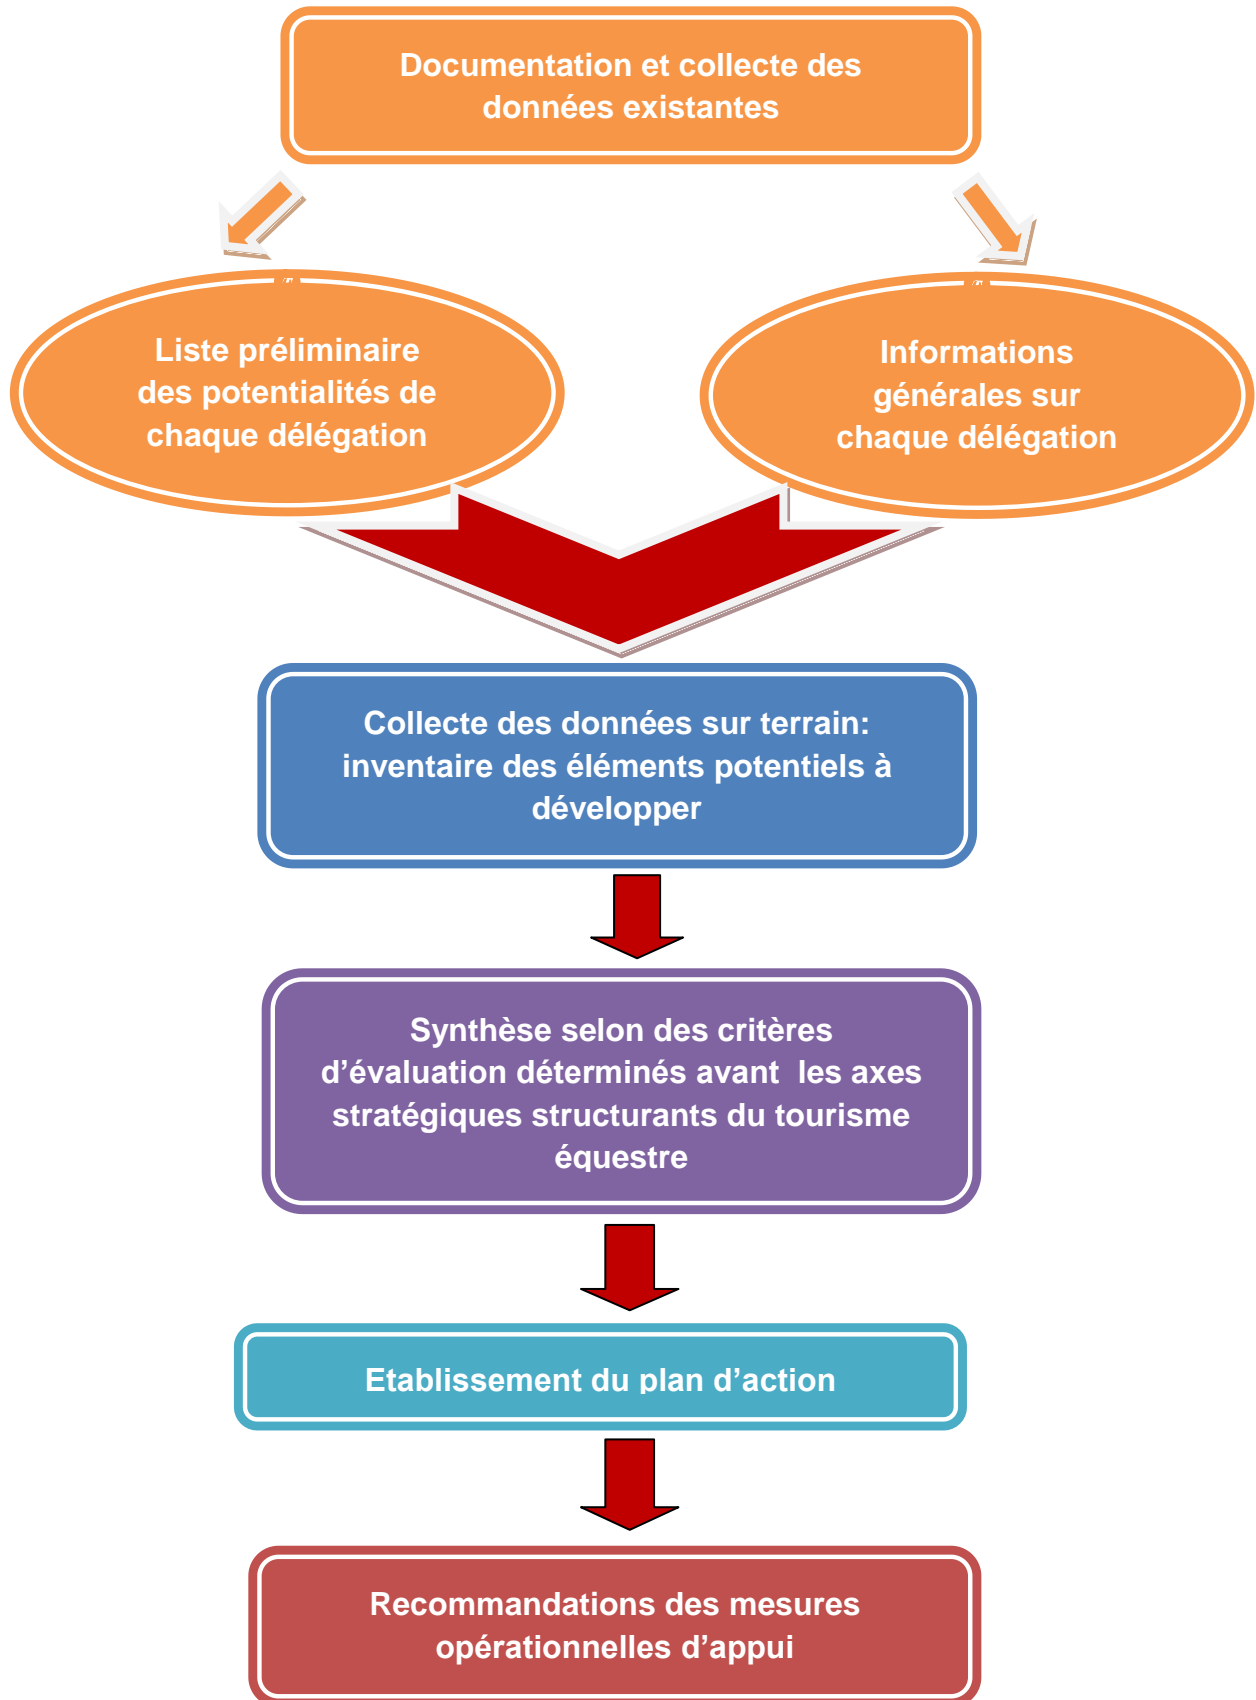 Documentation et collecte des
données existantes
Liste préliminaire
des potentialités de
chaque délégation
Informations
générales sur
chaque délégation
Collecte des données sur terrain:
inventaire des éléments potentiels à
développer
Synthèse selon des critères
d’évaluation déterminés avant les axes
stratégiques structurants du tourisme
équestre
Etablissement du plan d’action
Recommandations des mesures
opérationnelles d’appui